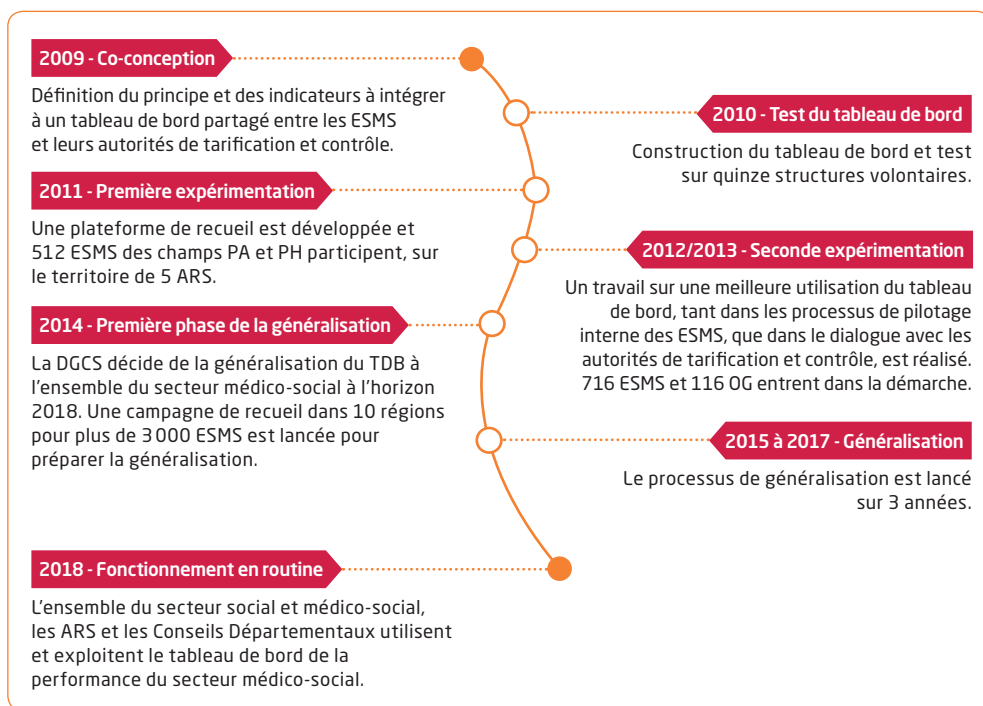 2009 - Co-conception
Définition du principe et des indicateurs à intégrer
à un tableau de bord partagé entre les ESMS
et leurs autorités de tarification et contrôle.
2010 - Test du tableau de bord
Construction du tableau de bord et test
sur quinze structures volontaires.
2011 - Première expérimentation
Une plateforme de recueil est développée et
512 ESMS des champs PA et PH participent, sur
le territoire de 5 ARS.
2012/2013 - Seconde expérimentation
Un travail sur une meilleure utilisation du tableau
de bord, tant dans les processus de pilotage
interne des ESMS, que dans le dialogue avec les
autorités de tarification et contrôle, est réalisé.
716 ESMS et 116 OG entrent dans la démarche.
2014 - Première phase de la généralisation
La DGCS décide de la généralisation du TDB à
l'ensemble du secteur médico-social à l'horizon
2018. Une campagne de recueil dans 10 régions
pour plus de 3 000 ESMS est lancée pour
préparer la généralisation.
2015 à 2017 - Généralisation
Le processus de généralisation est lancé
sur 3 années.
2018 - Fonctionnement en routine
L'ensemble du secteur social et médico-social,
les ARS et les Conseils Départementaux utilisent
et exploitent le tableau de bord de la
performance du secteur médico-social.